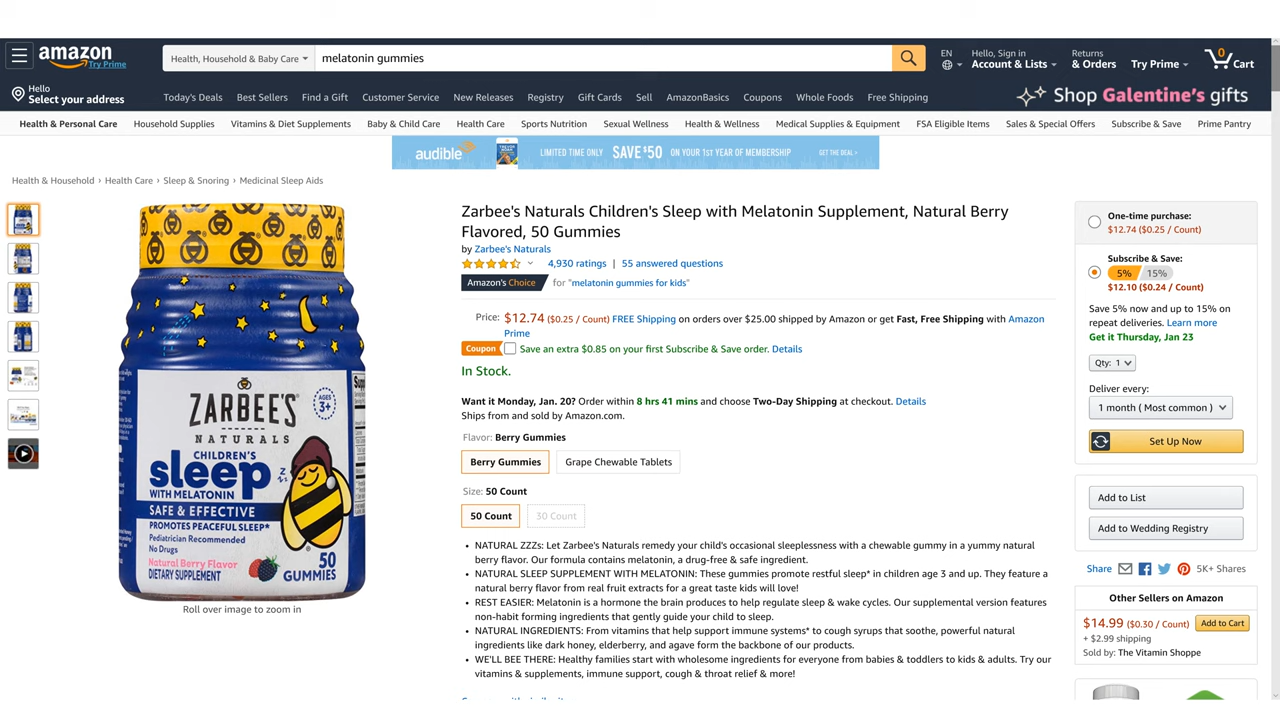 amazon
Try Prime
Health, Household & Baby Care
melatonin gummies
EN
Hello, Sign in
Account & Lists
Returns
& Orders
Try Prime
0
Cart
Hello
Select your address
Today's Deals
Best Sellers
Find a Gift
Customer Service
New Releases
Registry
Gift Cards
Sell
AmazonBasics
Coupons
Whole Foods
Free Shipping
Shop Galentine's gifts
Health & Personal Care
Household Supplies
Vitamins & Diet Supplements
Baby & Child Care
Health Care
Sports Nutrition
Sexual Wellness
Health & Wellness
Medical Supplies & Equipment
FSA Eligible Items
Sales & Special Offers
Subscribe & Save
Prime Pantry
audible
LIMITED TIME ONLY SAVE $50 ON YOUR 1ST YEAR OF MEMBERSHIP
GET THE DEAL >
Health & Household › Health Care › Sleep & Snoring › Medicinal Sleep Aids
AGES
3+
ZARBEE'S
NATURALS
CHILDREN'S
sleep
WITH MELATONIN
SAFE & EFFECTIVE
PROMOTES PEACEFUL SLEEP*
Pediatrician Recommended
No Drugs
Natural Berry Flavor
DIETARY SUPPLEMENT
50
GUMMIES
Roll over image to zoom in
Zarbee's Naturals Children's Sleep with Melatonin Supplement, Natural Berry
Flavored, 50 Gummies
by Zarbee's Naturals
4,930 ratings | 55 answered questions
Amazon's Choice for "melatonin gummies for kids"
Price: $12.74 ($0.25 / Count) FREE Shipping on orders over $25.00 shipped by Amazon or get Fast, Free Shipping with Amazon
Prime
Coupon Save an extra $0.85 on your first Subscribe & Save order. Details
In Stock.
Want it Monday, Jan. 20? Order within 8 hrs 41 mins and choose Two-Day Shipping at checkout. Details
Ships from and sold by Amazon.com.
Flavor: Berry Gummies
Berry Gummies
Grape Chewable Tablets
Size: 50 Count
50 Count
30 Count
• NATURAL ZZZs: Let Zarbee's Naturals remedy your child's occasional sleeplessness with a chewable gummy in a yummy natural
berry flavor. Our formula contains melatonin, a drug-free & safe ingredient.
• NATURAL SLEEP SUPPLEMENT WITH MELATONIN: These gummies promote restful sleep* in children age 3 and up. They feature a
natural berry flavor from real fruit extracts for a great taste kids will love!
• REST EASIER: Melatonin is a hormone the brain produces to help regulate sleep & wake cycles. Our supplemental version features
non-habit forming ingredients that gently guide your child to sleep.
• NATURAL INGREDIENTS: From vitamins that help support immune systems* to cough syrups that soothe, powerful natural
ingredients like dark honey, elderberry, and agave form the backbone of our products.
• WE'LL BEE THERE: Healthy families start with wholesome ingredients for everyone from babies & toddlers to kids & adults. Try our
vitamins & supplements, immune support, cough & throat relief & more!
One-time purchase:
$12.74 ($0.25 / Count)
Subscribe & Save:
5% 15%
$12.10 ($0.24 / Count)
Save 5% now and up to 15% on
repeat deliveries. Learn more
Get it Thursday, Jan 23
Qty: 1
Deliver every:
1 month ( Most common )
Set Up Now
Add to List
Add to Wedding Registry
Share
5K+ Shares
Other Sellers on Amazon
$14.99 ($0.30 / Count)
Add to Cart
+ $2.99 shipping
Sold by: The Vitamin Shoppe